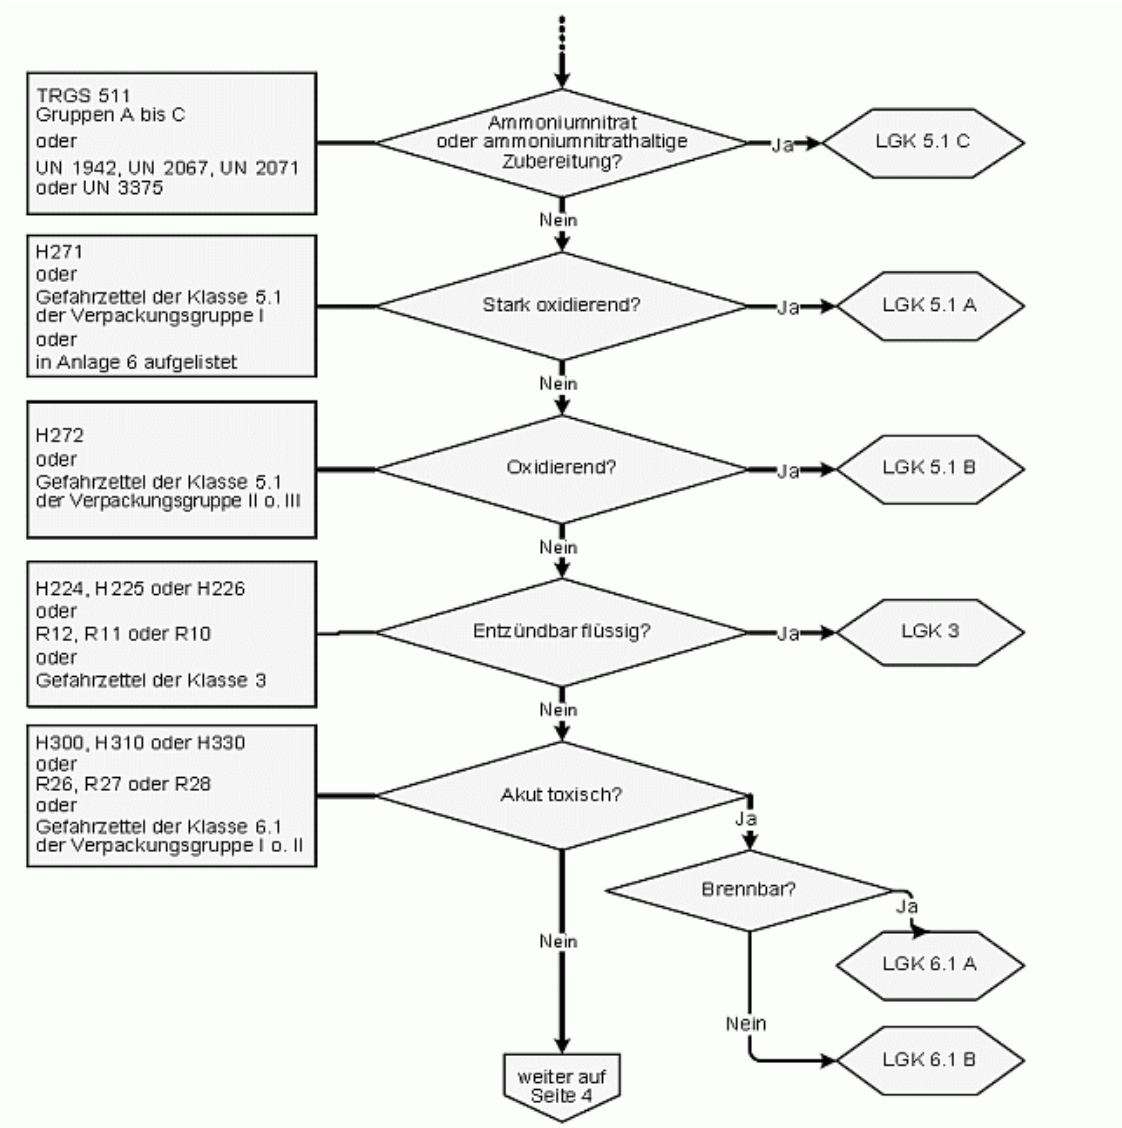 TRGS 511
Gruppen A bis C
oder
UN 1942, UN 2067, UN 2071
oder UN 3375
Ammoniumnitrat
oder ammoniumnitrathaltige
Zubereitung?
Ja
LGK 5.1 C
Nein
H271
oder
Gefahrzettel der Klasse 5.1
der Verpackungsgruppe I
oder
in Anlage 6 aufgelistet
Stark oxidierend?
Ja
LGK 5.1 A
Nein
H272
oder
Gefahrzettel der Klasse 5.1
der Verpackungsgruppe II o. III
Oxidierend?
Ja
LGK 5.1 B
Nein
H224, H225 oder H226
oder
R12, R11 oder R10
oder
Gefahrzettel der Klasse 3
Entzündbar flüssig?
Ja
LGK 3
Nein
H300, H310 oder H330
oder
R26, R27 oder R28
oder
Gefahrzettel der Klasse 6.1
der Verpackungsgruppe I o. II
Akut toxisch?
Ja
Brennbar?
Ja
LGK 6.1 A
Nein
Nein
LGK 6.1 B
weiter auf
Seite 4